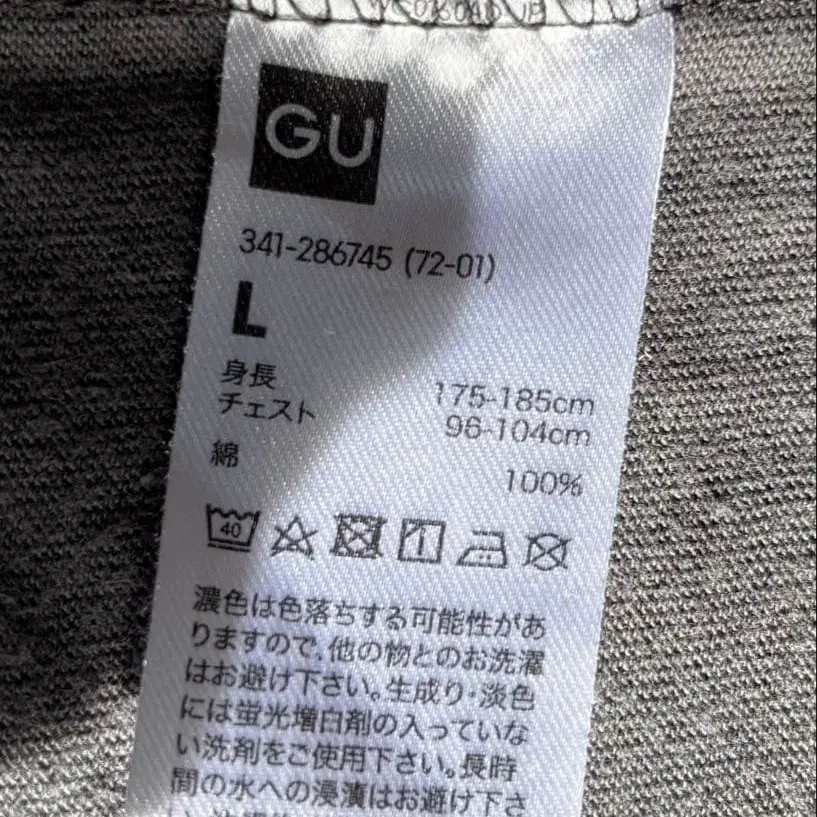 GU
341-286745 (72-01)
L
身長 175-185cm
チェスト 96-104cm
綿 100%
40
濃色は色落ちする可能性があ
りますので、他の物とのお洗濯
はお避け下さい。生成り・淡色
には蛍光増白剤の入っていな
い洗剤をご使用下さい。長時
間の水への浸漬はお避け下さ